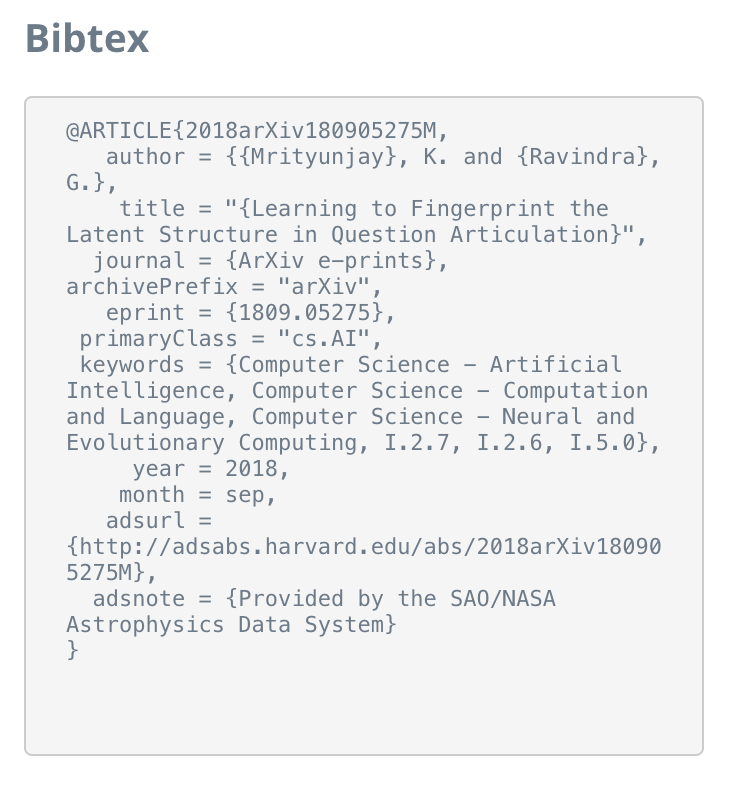 Bibtex
@ARTICLE{2018arXiv180905275M,
   author = {{Mrityunjay}, K. and {Ravindra},
G.},
    title = "{Learning to Fingerprint the
Latent Structure in Question Articulation}",
  journal = {ArXiv e-prints},
archivePrefix = "arXiv",
   eprint = {1809.05275},
 primaryClass = "cs.AI",
 keywords = {Computer Science - Artificial
Intelligence, Computer Science - Computation
and Language, Computer Science - Neural and
Evolutionary Computing, I.2.7, I.2.6, I.5.0},
     year = 2018,
    month = sep,
   adsurl =
{http://adsabs.harvard.edu/abs/2018arXiv18090
5275M},
  adsnote = {Provided by the SAO/NASA
Astrophysics Data System}
}